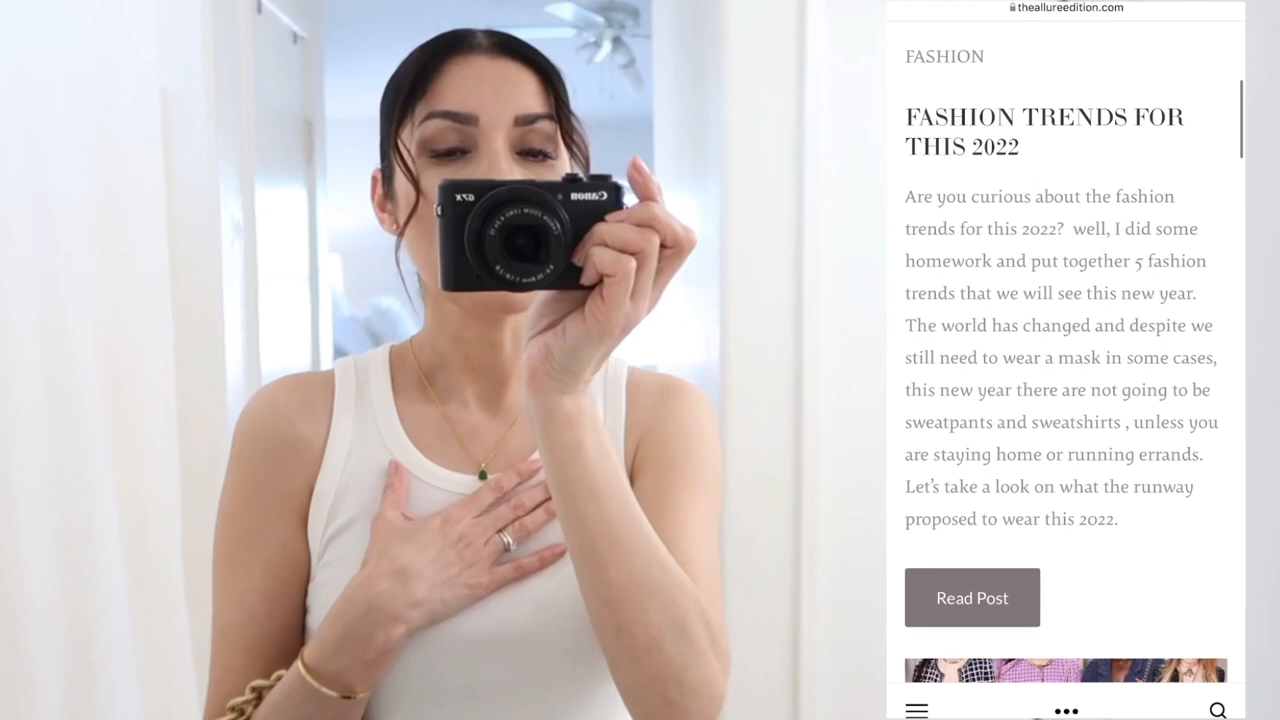 Canon
G7X
theallureedition.com
FASHION
FASHION TRENDS FOR
THIS 2022
Are you curious about the fashion
trends for this 2022?  well, I did some
homework and put together 5 fashion
trends that we will see this new year.
The world has changed and despite we
still need to wear a mask in some cases,
this new year there are not going to be
sweatpants and sweatshirts , unless you
are staying home or running errands.
Let’s take a look on what the runway
proposed to wear this 2022.
Read Post